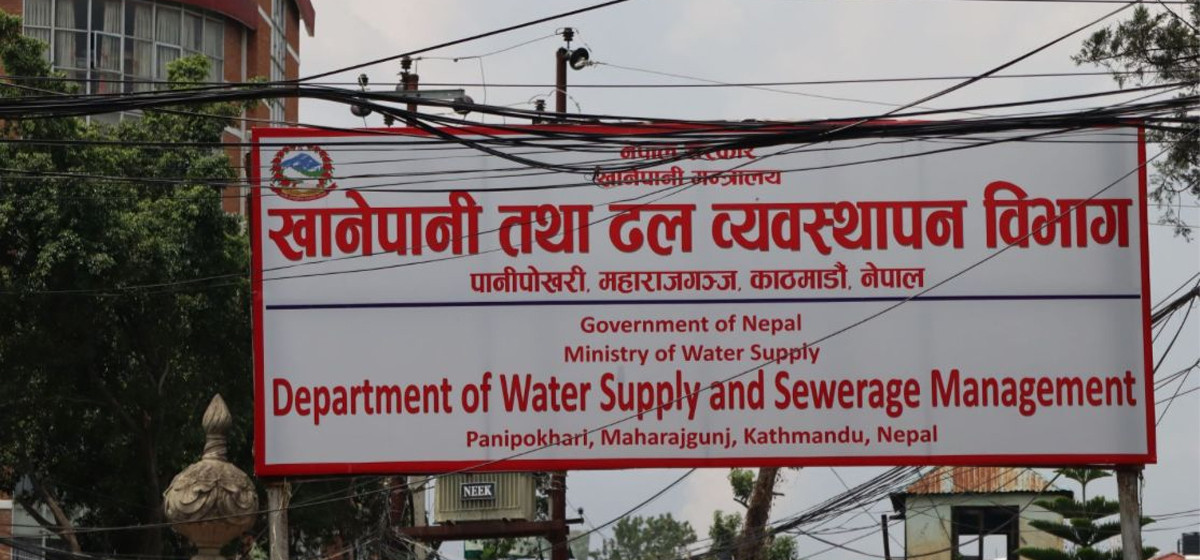 नेपाल सरकार
खानेपानी मन्त्रालय
खानेपानी तथा ढल व्यवस्थापन विभाग
पानीपोखरी, महाराजगञ्ज, काठमाडौं, नेपाल
Government of Nepal
Ministry of Water Supply
Department of Water Supply and Sewerage Management
Panipokhari, Maharajgunj, Kathmandu, Nepal
NEEK